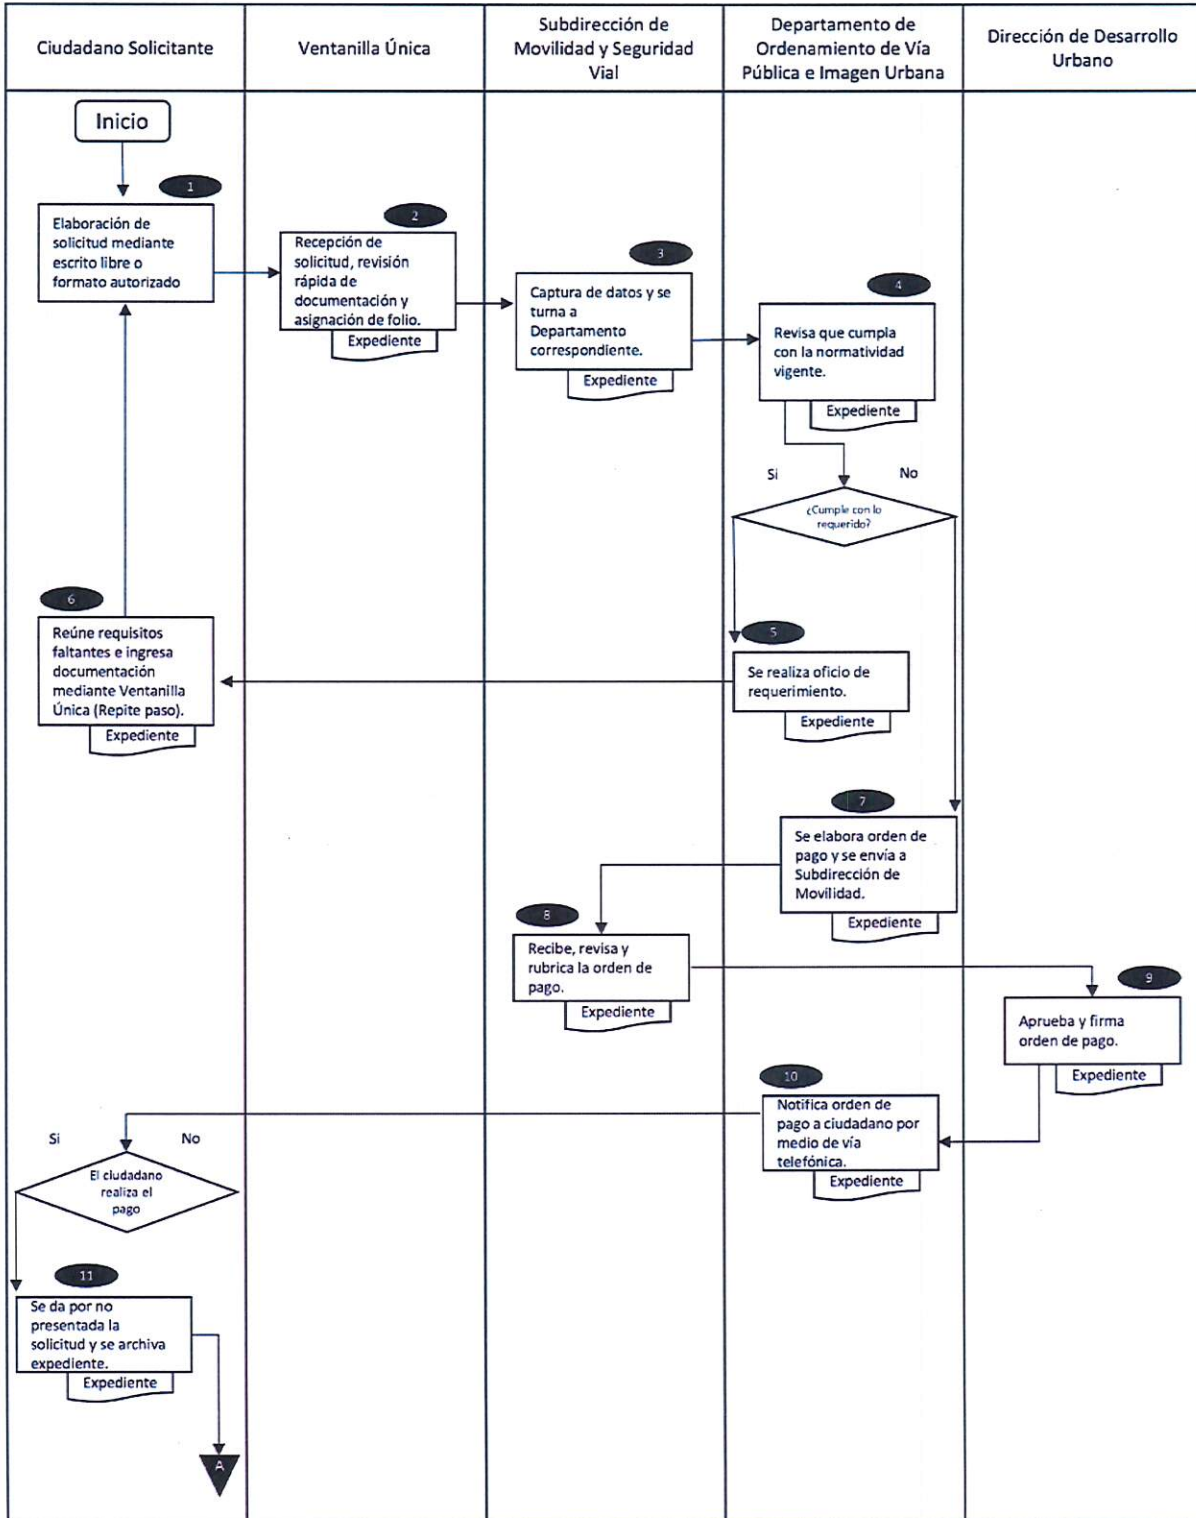 Ciudadano Solicitante
Ventanilla Única
Subdirección de
Movilidad y Seguridad
Vial
Departamento de
Ordenamiento de Vía
Pública e Imagen Urbana
Dirección de Desarrollo
Urbano
Inicio
1
Elaboración de
solicitud mediante
escrito libre o
formato autorizado
2
Recepción de
solicitud, revisión
rápida de
documentación y
asignación de folio.
Expediente
3
Captura de datos y se
turna a
Departamento
correspondiente.
Expediente
4
Revisa que cumpla
con la normatividad
vigente.
Expediente
Si
No
¿Cumple con lo
requerido?
5
Se realiza oficio de
requerimiento.
Expediente
6
Reúne requisitos
faltantes e ingresa
documentación
mediante Ventanilla
Única (Repite paso).
Expediente
7
Se elabora orden de
pago y se envía a
Subdirección de
Movilidad.
Expediente
8
Recibe, revisa y
rubrica la orden de
pago.
Expediente
9
Aprueba y firma
orden de pago.
Expediente
10
Notifica orden de
pago a ciudadano por
medio de vía
telefónica.
Expediente
Si
No
El ciudadano
realiza el
pago
11
Se da por no
presentada la
solicitud y se archiva
expediente.
Expediente
A